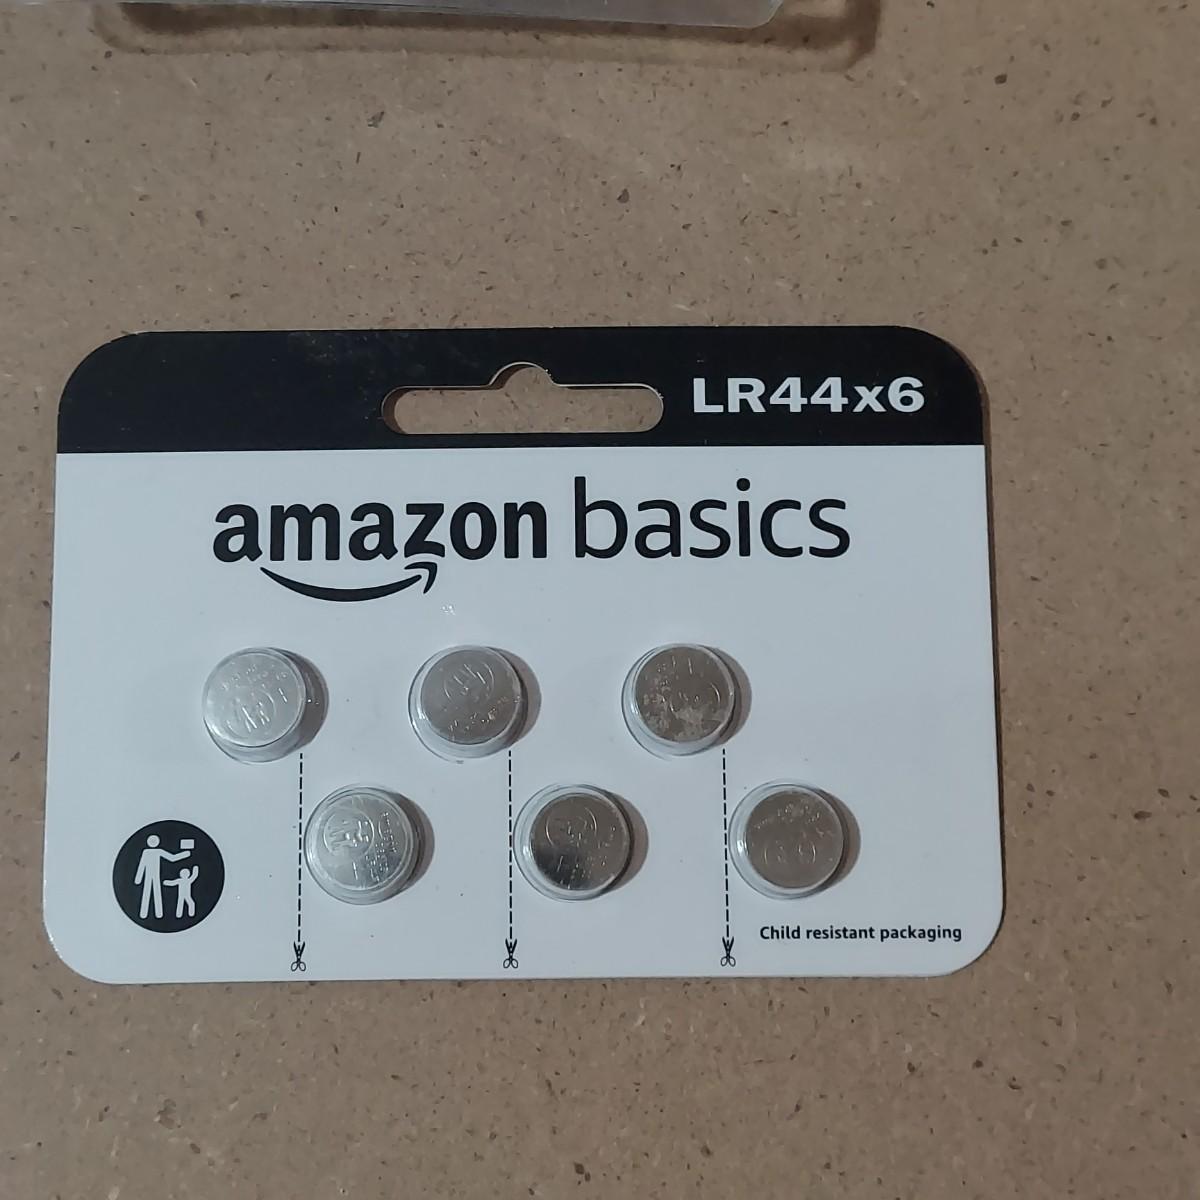 LR44x6
amazon basics
Child resistant packaging